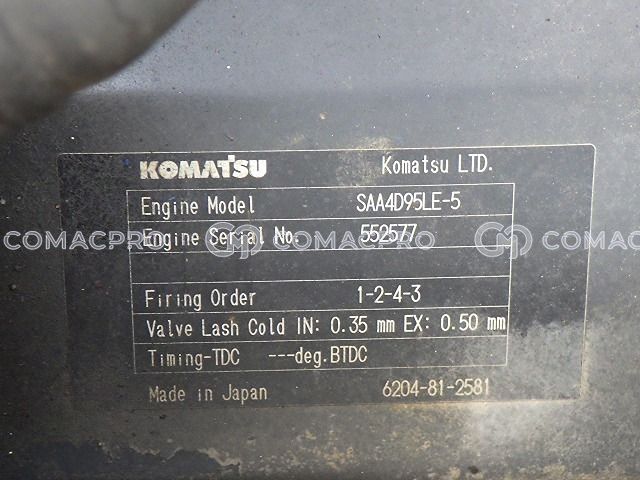 KOMATSU Komatsu LTD.
Engine Model SAA4D95LE-5
COMACPRO COMACPRO COMACPRO
Engine Serial No. 552577
Firing Order 1-2-4-3
Valve Lash Cold IN: 0.35 mm EX: 0.50 mm
Timing-TDC ---deg.BTDC
Made in Japan 6204-81-2581